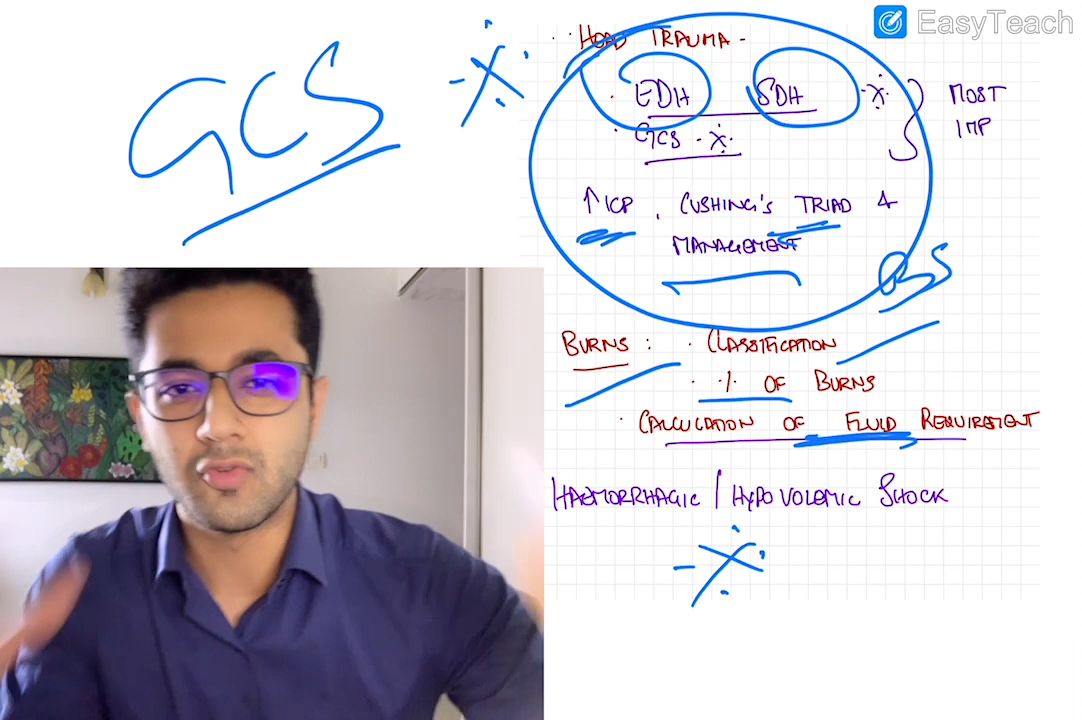 EasyTeach
GCS
HEAD TRAUMA -
EDH SDH
MOST
IMP
GCS -
↑ ICP, CUSHING'S TRIAD &
MANAGEMENT
BURNS : · CLASSIFICATION
· % OF BURNS
· CALCULATION OF FLUID REQUIREMENT
HAEMORRHAGIC / HYPOVOLEMIC SHOCK